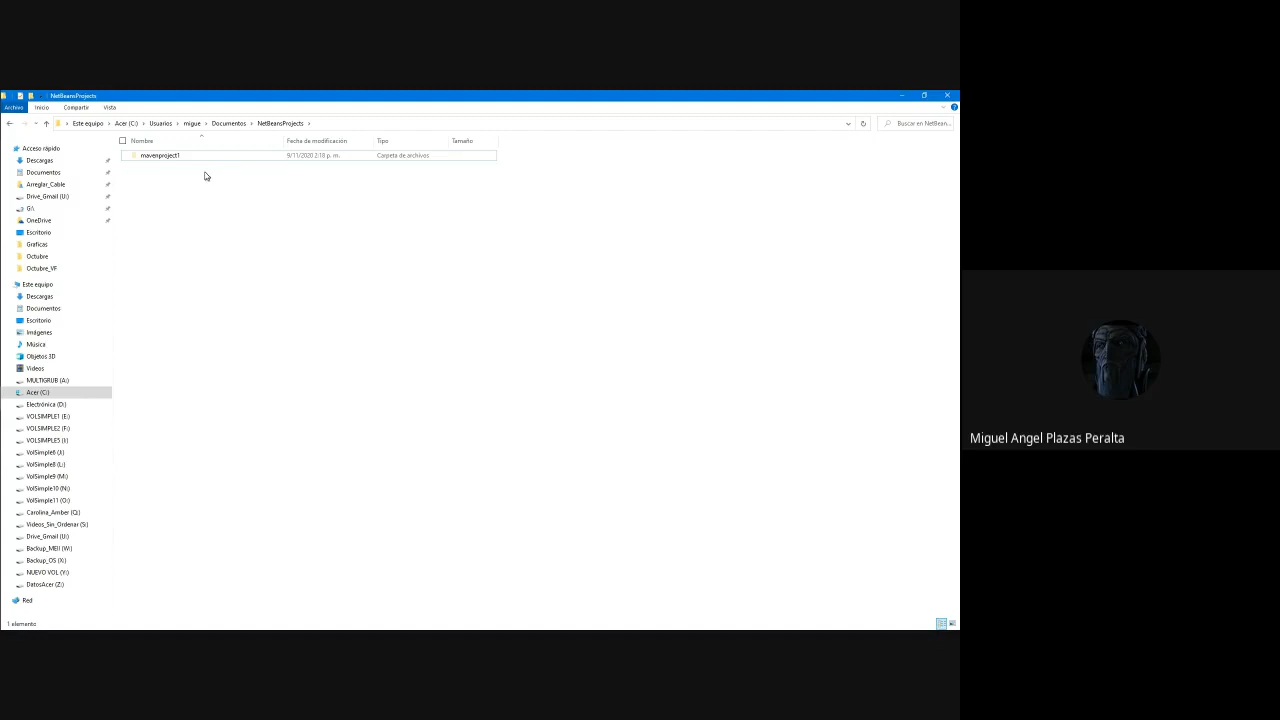 NetBeansProjects
Archivo Inicio Compartir Vista
Este equipo Acer (C:) Usuarios migue Documentos NetBeansProjects
Buscar en NetBean...
Nombre Fecha de modificación Tipo Tamaño
mavenproject1 9/11/2020 2:18 p. m. Carpeta de archivos
Acceso rápido
Descargas
Documentos
Arreglar_Cable
Drive_Gmail (U:)
G:\
OneDrive
Escritorio
Graficas
Octubre
Octubre_VF
Este equipo
Descargas
Documentos
Escritorio
Imágenes
Música
Objetos 3D
Videos
MULTIGRUB (A:)
Acer (C:)
Electrónica (D:)
VOLSIMPLE1 (E:)
VOLSIMPLE2 (F:)
VOLSIMPLE5 (I:)
VolSimple6 (J:)
VolSimple8 (L:)
VolSimple9 (M:)
VolSimple10 (N:)
VolSimple11 (O:)
Carolina_Amber (Q:)
Videos_Sin_Ordenar (S:)
Drive_Gmail (U:)
Backup_MEII (W:)
Backup_OS (X:)
NUEVO VOL (Y:)
DatosAcer (Z:)
Red
1 elemento
Miguel Angel Plazas Peralta